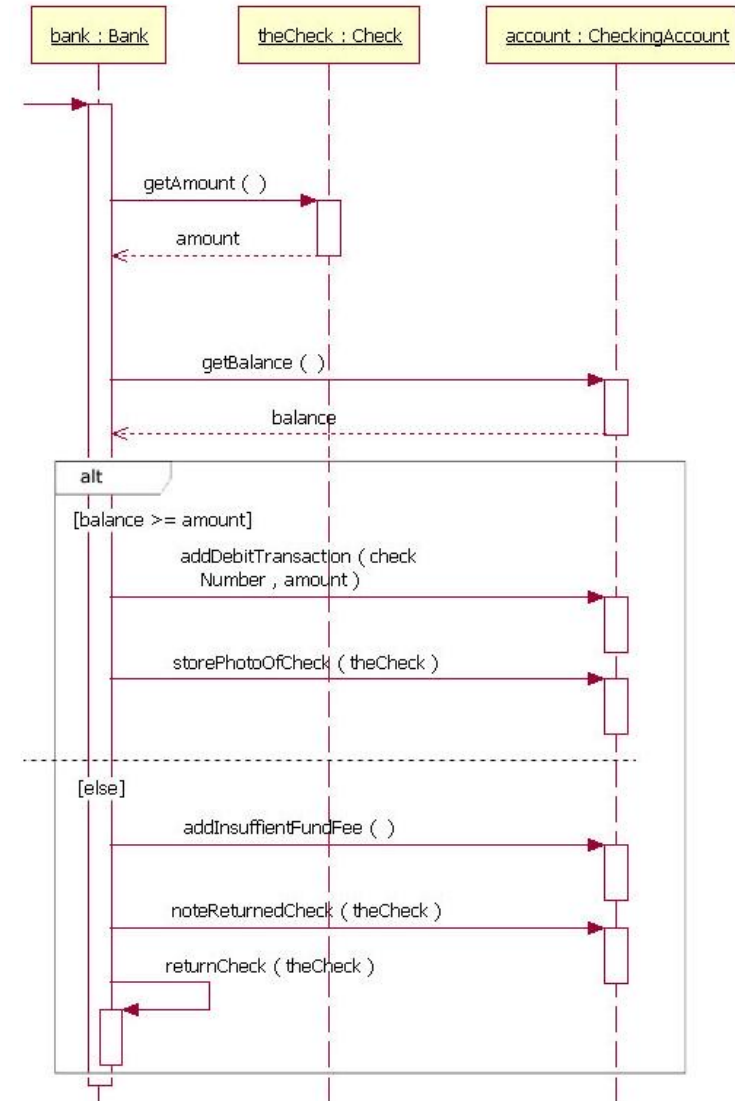 bank : Bank
theCheck : Check
account : CheckingAccount
getAmount ( )
amount
getBalance ( )
balance
alt
[balance >= amount]
addDebitTransaction ( check
Number , amount )
storePhotoOfCheck ( theCheck )
[else]
addInsuffientFundFee ( )
noteReturnedCheck ( theCheck )
returnCheck ( theCheck )